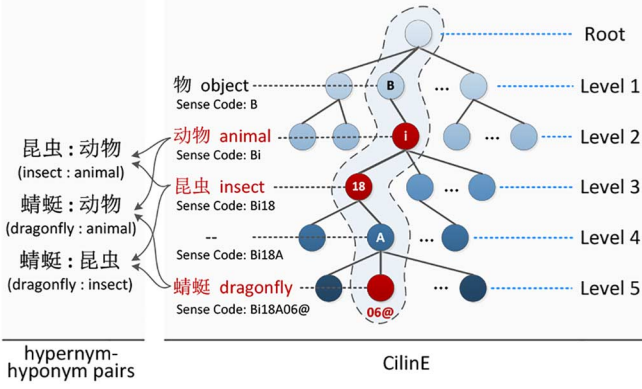 Root
物 object
B
...
Level 1
Sense Code: B
动物 animal
i
...
Level 2
Sense Code: Bi
昆虫 : 动物
(insect : animal)
昆虫 insect
18
...
Level 3
Sense Code: Bi18
蜻蜓 : 动物
(dragonfly : animal)
--
A
...
Level 4
Sense Code: Bi18A
蜻蜓 : 昆虫
(dragonfly : insect)
蜻蜓 dragonfly
...
Level 5
Sense Code: Bi18A06@
06@
hypernym-
hyponym pairs
CilinE